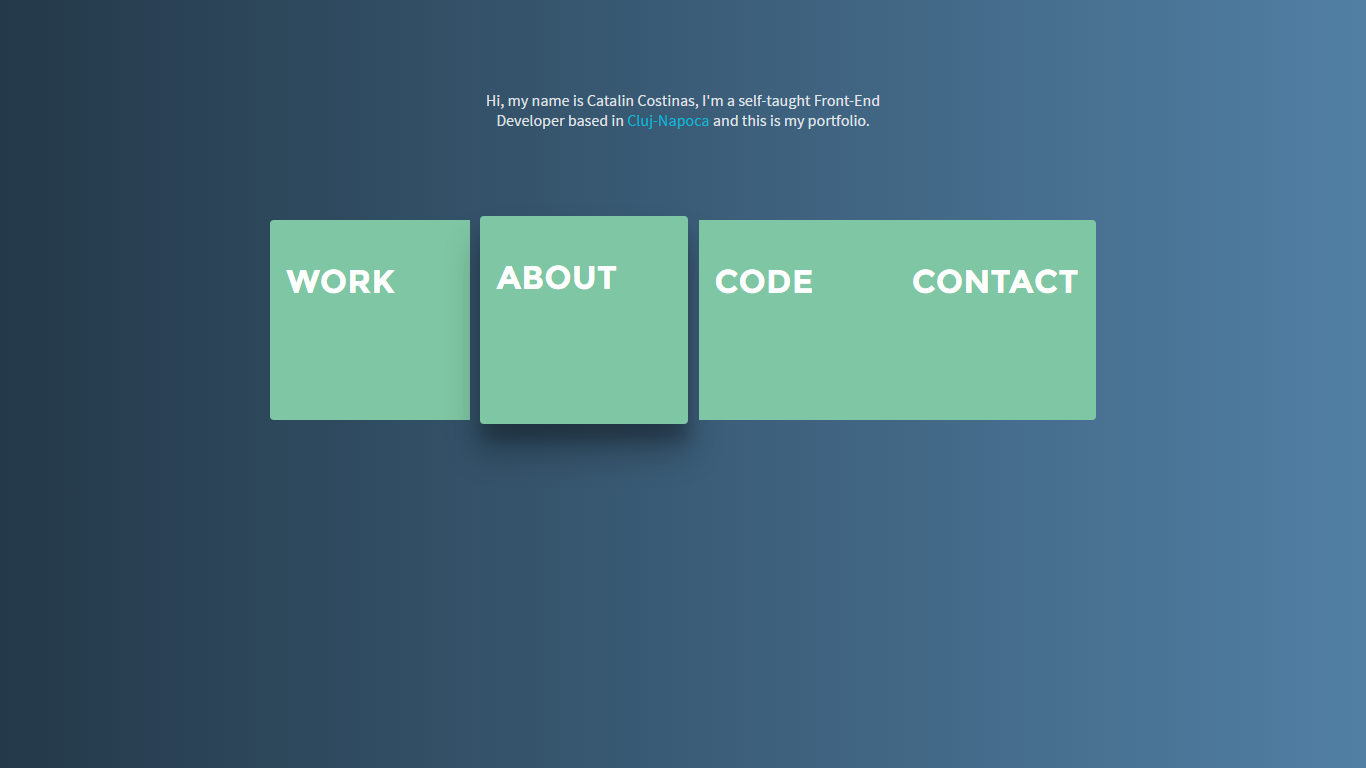 Hi, my name is Catalin Costinas, I'm a self-taught Front-End
Developer based in Cluj-Napoca and this is my portfolio.
WORK
ABOUT
CODE
CONTACT